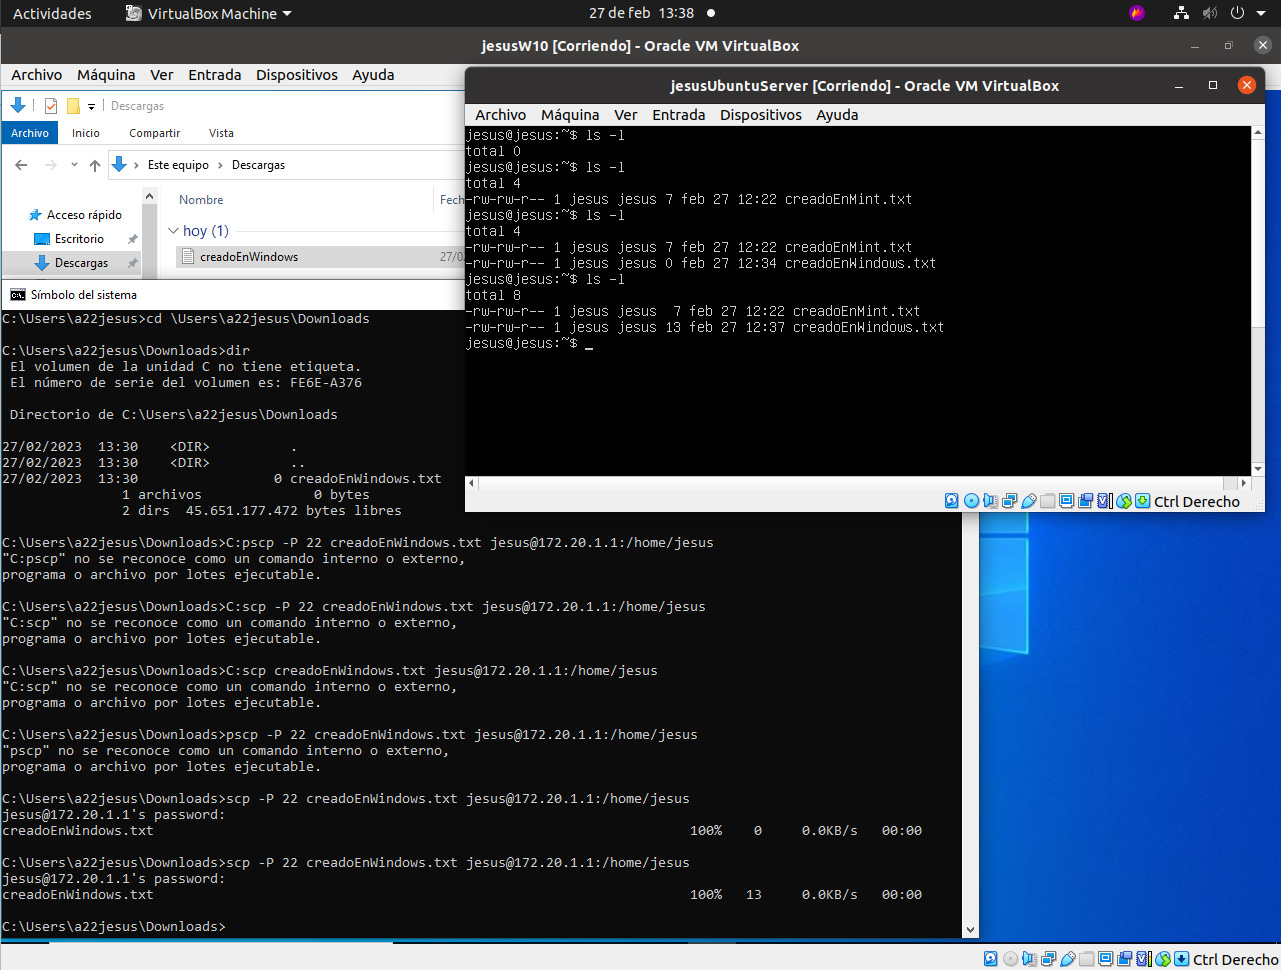 Actividades
VirtualBox Machine
27 de feb 13:38
jesusW10 [Corriendo] - Oracle VM VirtualBox
Archivo Máquina Ver Entrada Dispositivos Ayuda
Descargas
Archivo Inicio Compartir Vista
Este equipo > Descargas
Nombre
Fech
Acceso rápido
Escritorio
Descargas
hoy (1)
creadoEnWindows
27/0
Símbolo del sistema
C:\Users\a22jesus>cd \Users\a22jesus\Downloads
C:\Users\a22jesus\Downloads>dir
El volumen de la unidad C no tiene etiqueta.
El número de serie del volumen es: FE6E-A376
Directorio de C:\Users\a22jesus\Downloads
27/02/2023  13:30    <DIR>          .
27/02/2023  13:30    <DIR>          ..
27/02/2023  13:30                 0 creadoEnWindows.txt
1 archivos              0 bytes
2 dirs  45.651.177.472 bytes libres
C:\Users\a22jesus\Downloads>C:pscp -P 22 creadoEnWindows.txt jesus@172.20.1.1:/home/jesus
"C:pscp" no se reconoce como un comando interno o externo,
programa o archivo por lotes ejecutable.
C:\Users\a22jesus\Downloads>C:scp -P 22 creadoEnWindows.txt jesus@172.20.1.1:/home/jesus
"C:scp" no se reconoce como un comando interno o externo,
programa o archivo por lotes ejecutable.
C:\Users\a22jesus\Downloads>C:scp creadoEnWindows.txt jesus@172.20.1.1:/home/jesus
"C:scp" no se reconoce como un comando interno o externo,
programa o archivo por lotes ejecutable.
C:\Users\a22jesus\Downloads>pscp -P 22 creadoEnWindows.txt jesus@172.20.1.1:/home/jesus
"pscp" no se reconoce como un comando interno o externo,
programa o archivo por lotes ejecutable.
C:\Users\a22jesus\Downloads>scp -P 22 creadoEnWindows.txt jesus@172.20.1.1:/home/jesus
jesus@172.20.1.1's password:
creadoEnWindows.txt 100% 0 0.0KB/s 00:00
C:\Users\a22jesus\Downloads>scp -P 22 creadoEnWindows.txt jesus@172.20.1.1:/home/jesus
jesus@172.20.1.1's password:
creadoEnWindows.txt 100% 13 0.0KB/s 00:00
C:\Users\a22jesus\Downloads>
jesusUbuntuServer [Corriendo] - Oracle VM VirtualBox
Archivo Máquina Ver Entrada Dispositivos Ayuda
jesus@jesus:~$ ls -l
total 0
jesus@jesus:~$ ls -l
total 4
-rw-rw-r-- 1 jesus jesus 7 feb 27 12:22 creadoEnMint.txt
jesus@jesus:~$ ls -l
total 4
-rw-rw-r-- 1 jesus jesus 7 feb 27 12:22 creadoEnMint.txt
-rw-rw-r-- 1 jesus jesus 0 feb 27 12:34 creadoEnWindows.txt
jesus@jesus:~$ ls -l
total 8
-rw-rw-r-- 1 jesus jesus  7 feb 27 12:22 creadoEnMint.txt
-rw-rw-r-- 1 jesus jesus 13 feb 27 12:37 creadoEnWindows.txt
jesus@jesus:~$ _
Ctrl Derecho
Ctrl Derecho